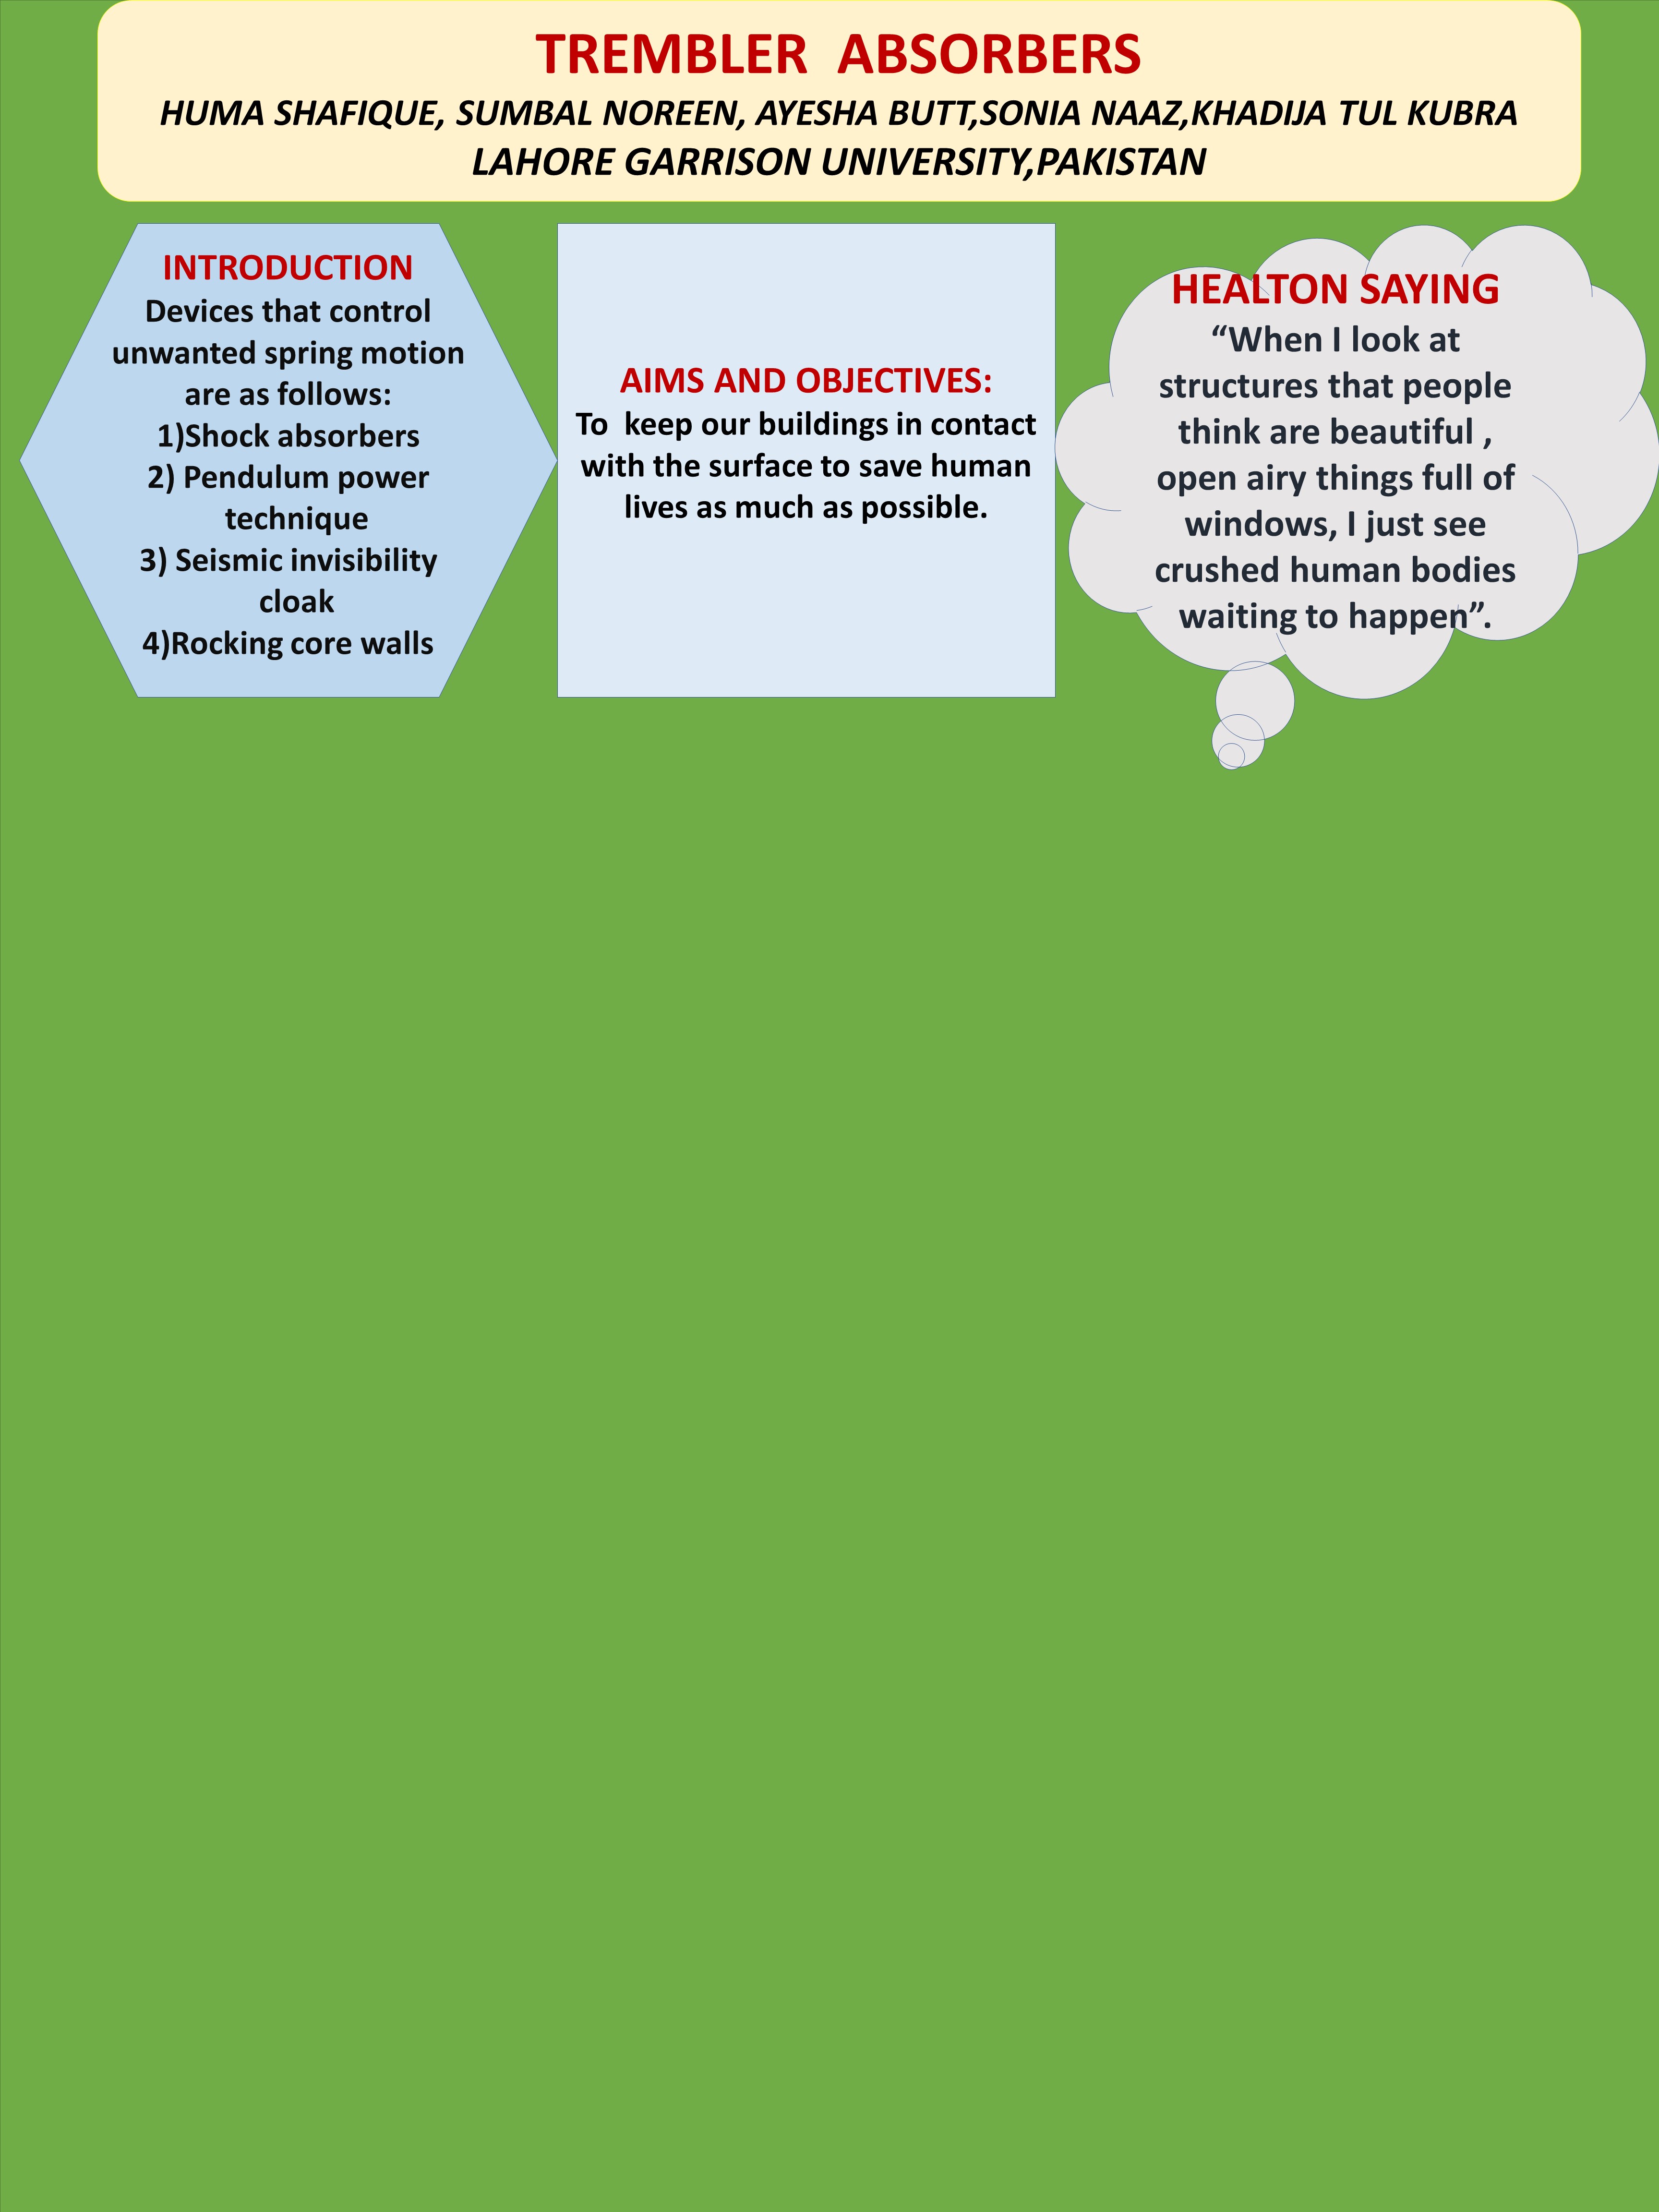 TREMBLER  ABSORBERS
HUMA SHAFIQUE, SUMBAL NOREEN, AYESHA BUTT,SONIA NAAZ,KHADIJA TUL KUBRA
LAHORE GARRISON UNIVERSITY,PAKISTAN
INTRODUCTION
Devices that control
unwanted spring motion
are as follows:
1)Shock absorbers
2) Pendulum power
technique
3) Seismic invisibility
cloak
4)Rocking core walls
AIMS AND OBJECTIVES:
To  keep our buildings in contact
with the surface to save human
lives as much as possible.
HEALTON SAYING
“When I look at
structures that people
think are beautiful ,
open airy things full of
windows, I just see
crushed human bodies
waiting to happen”.